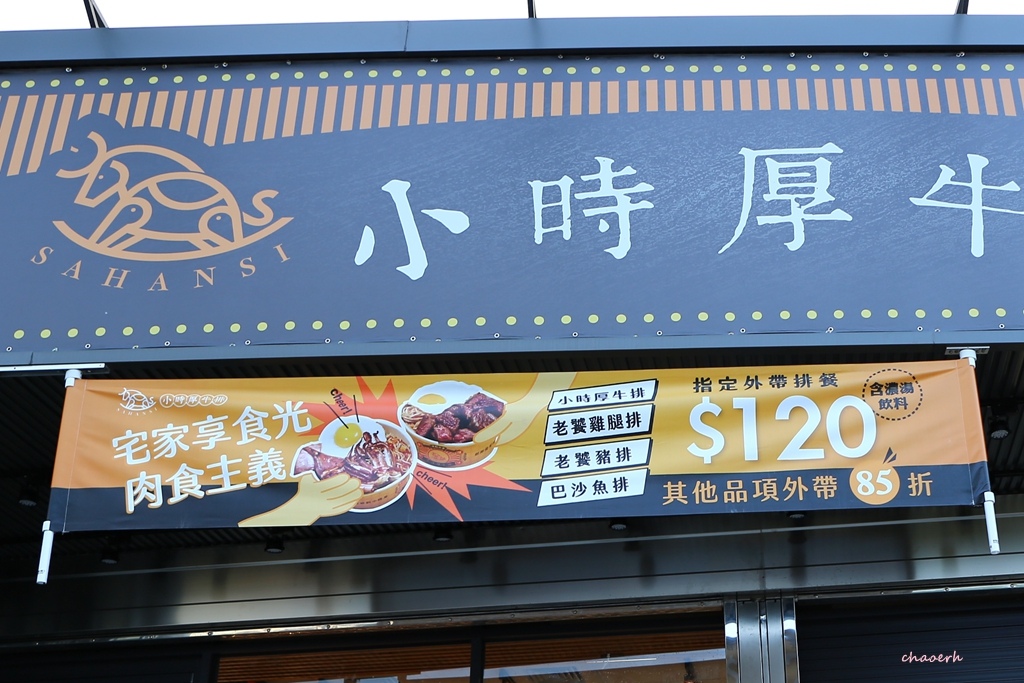 小時厚牛
SAHANSI
小時厚牛排
宅家享食光
肉食主義
cheer!
cheer!
小時厚牛排
老饕雞腿排
老饕豬排
巴沙魚排
指定外帶排餐
$120
含濃湯
飲料
其他品項外帶85折
chaoerh